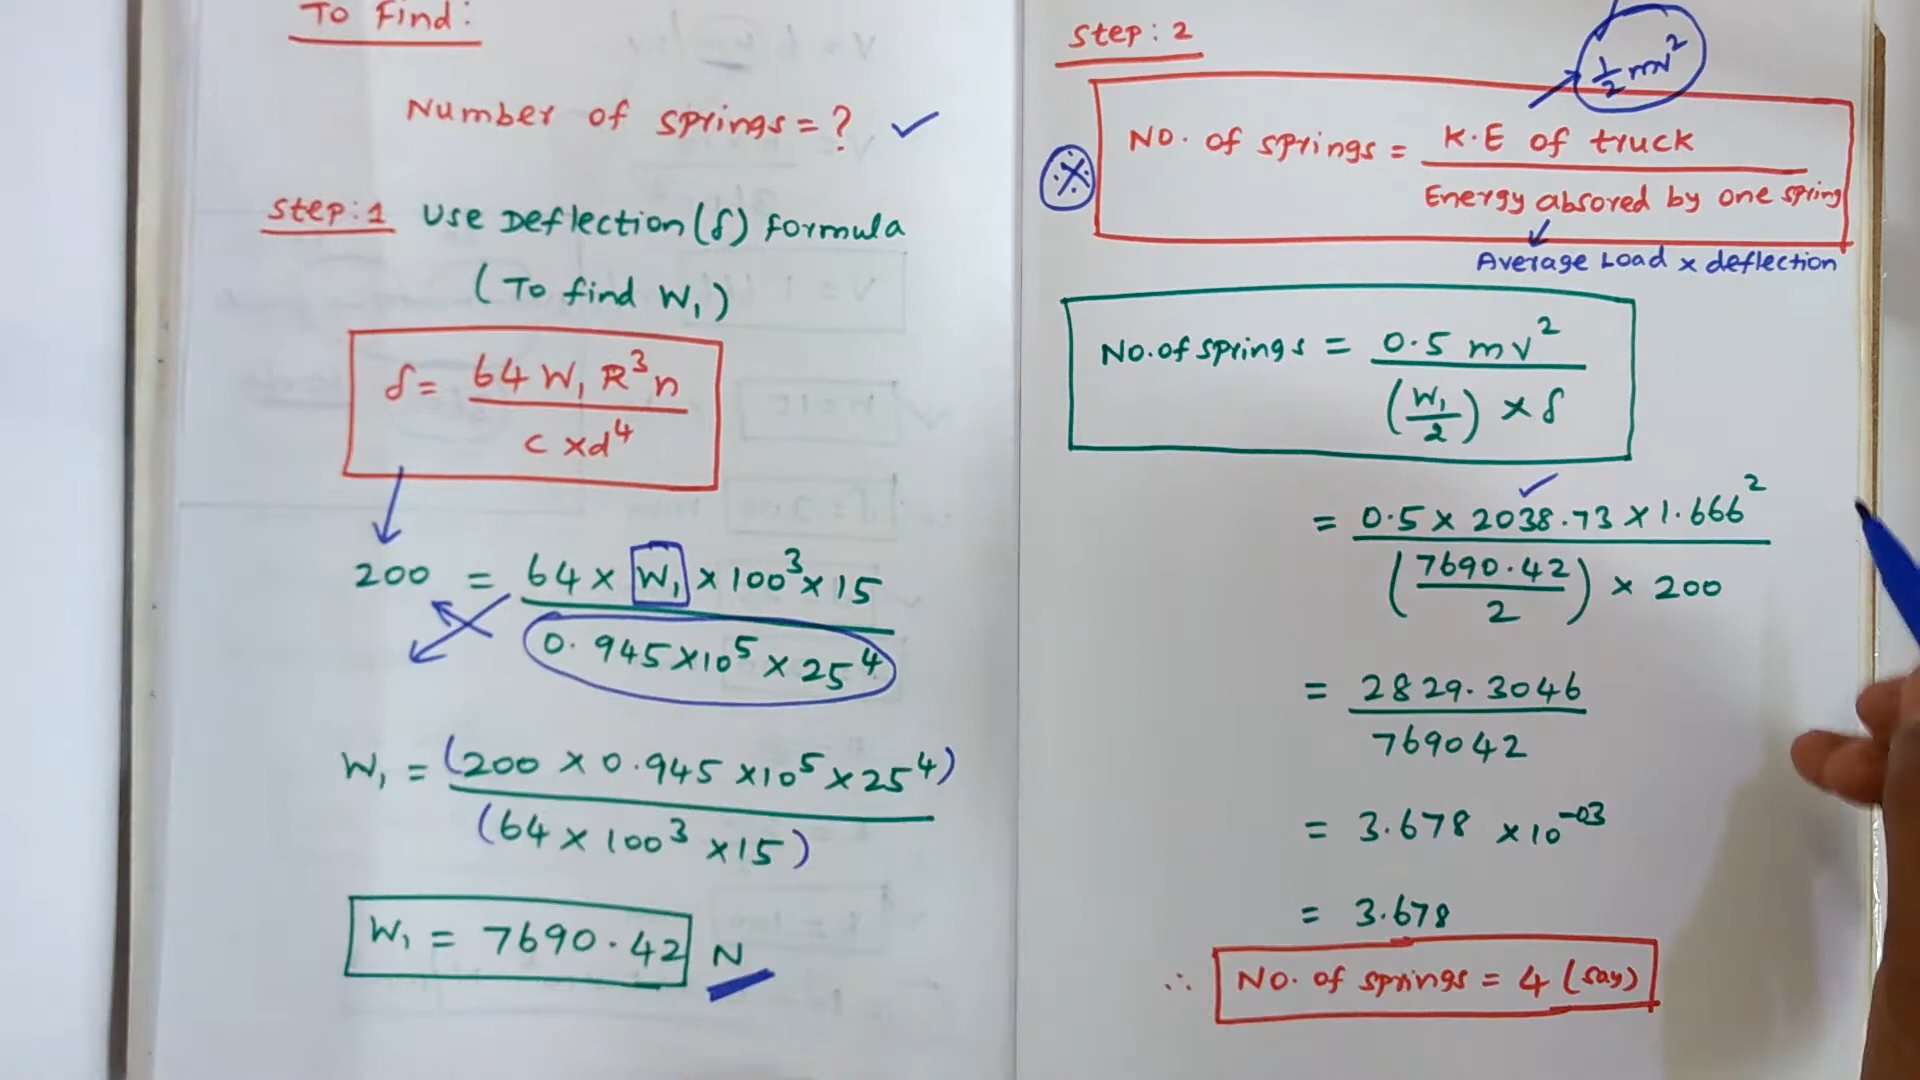 To Find:
Number of springs = ? ✓
Step:1 Use Deflection (δ) formula
(To find W₁)
δ = 64 W₁ R³ n / C × d⁴
200 = 64 × W₁ × 100³ × 15 / 0.945 × 10⁵ × 25⁴
W₁ = (200 × 0.945 × 10⁵ × 25⁴) / (64 × 100³ × 15)
W₁ = 7690.42 N
Step: 2
½ mv²
No. of springs = K.E of truck / Energy absored by one spring
Average Load × deflection
No. of springs = 0.5 mv² / (W₁/2) × δ
= 0.5 × 2038.73 × 1.666² / (7690.42/2) × 200
= 2829.3046 / 769042
= 3.678 × 10⁻⁰³
= 3.678
∴ No. of springs = 4 (say)